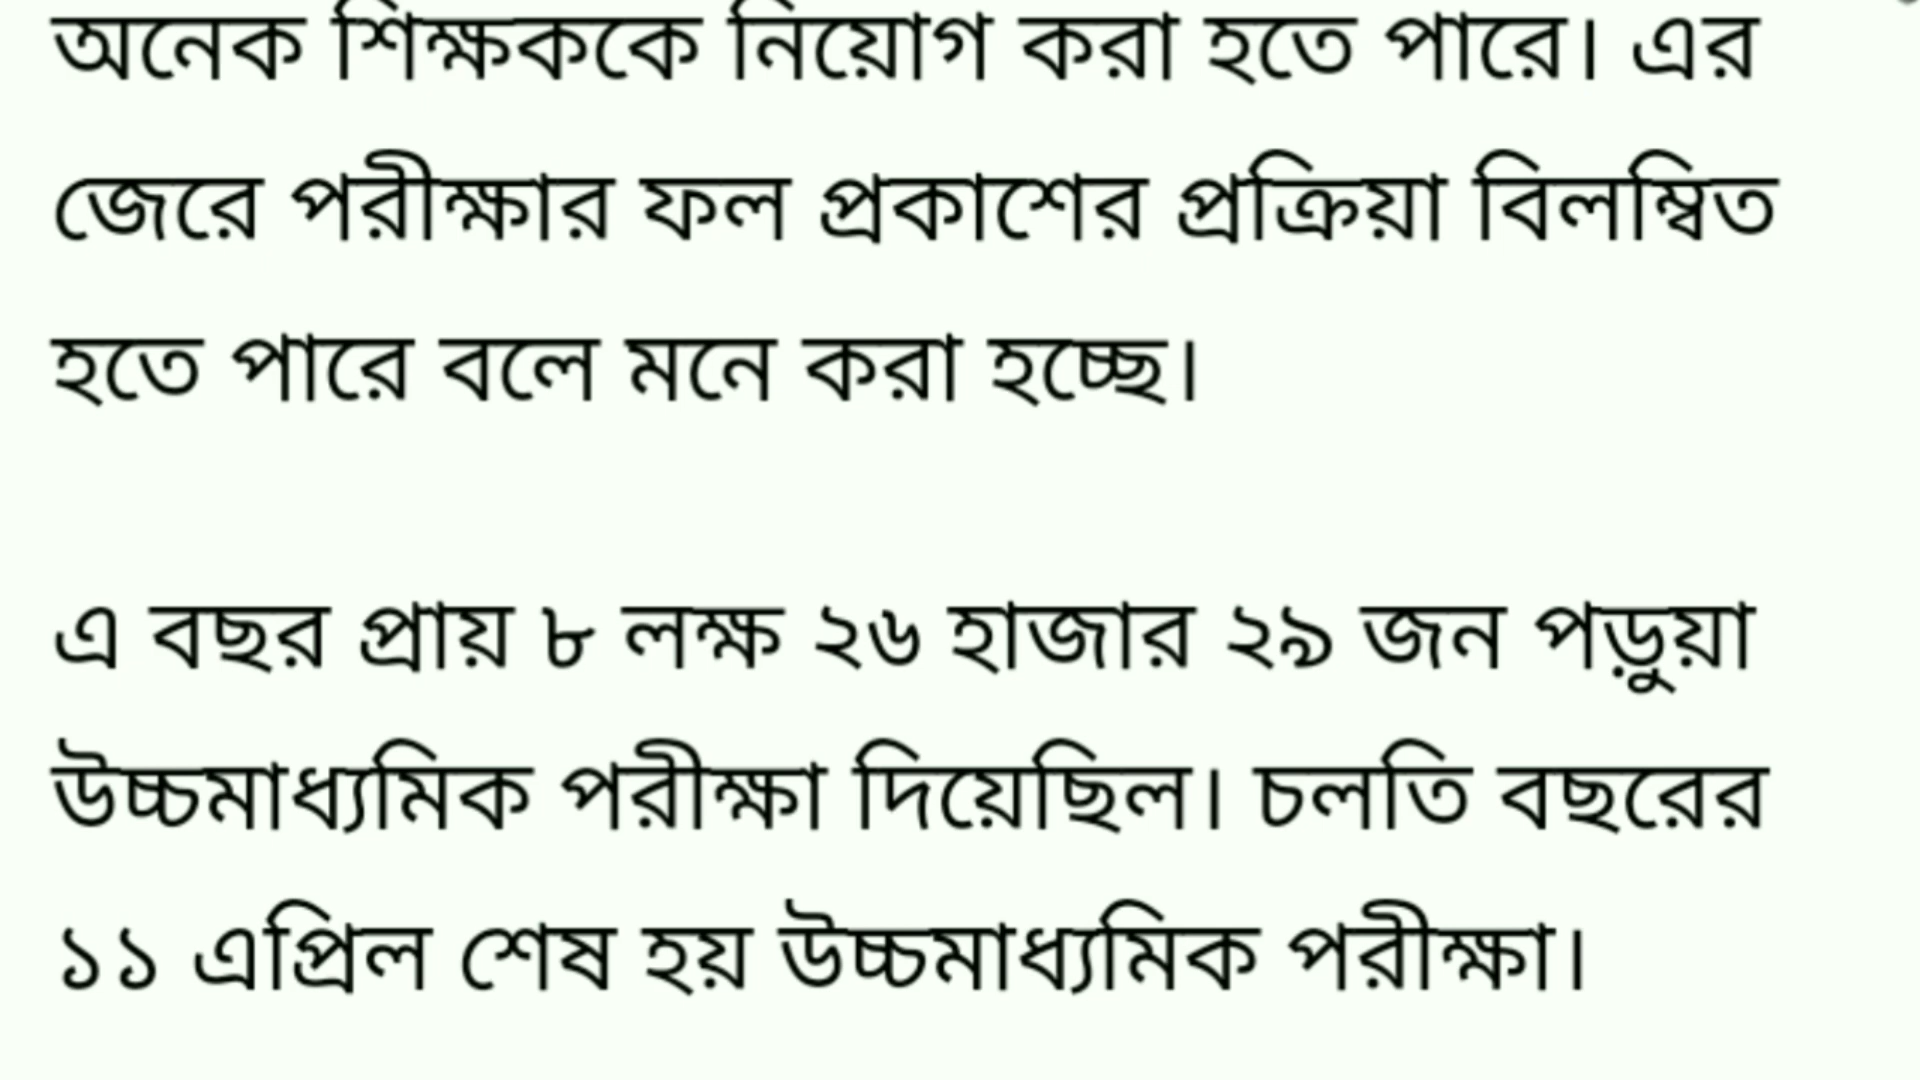 অনেক শিক্ষককে নিয়োগ করা হতে পারে। এর
জেরে পরীক্ষার ফল প্রকাশের প্রক্রিয়া বিলম্বিত
হতে পারে বলে মনে করা হচ্ছে।
এ বছর প্রায় ৮ লক্ষ ২৬ হাজার ২৯ জন পড়ুয়া
উচ্চমাধ্যমিক পরীক্ষা দিয়েছিল। চলতি বছরের
১১ এপ্রিল শেষ হয় উচ্চমাধ্যমিক পরীক্ষা।